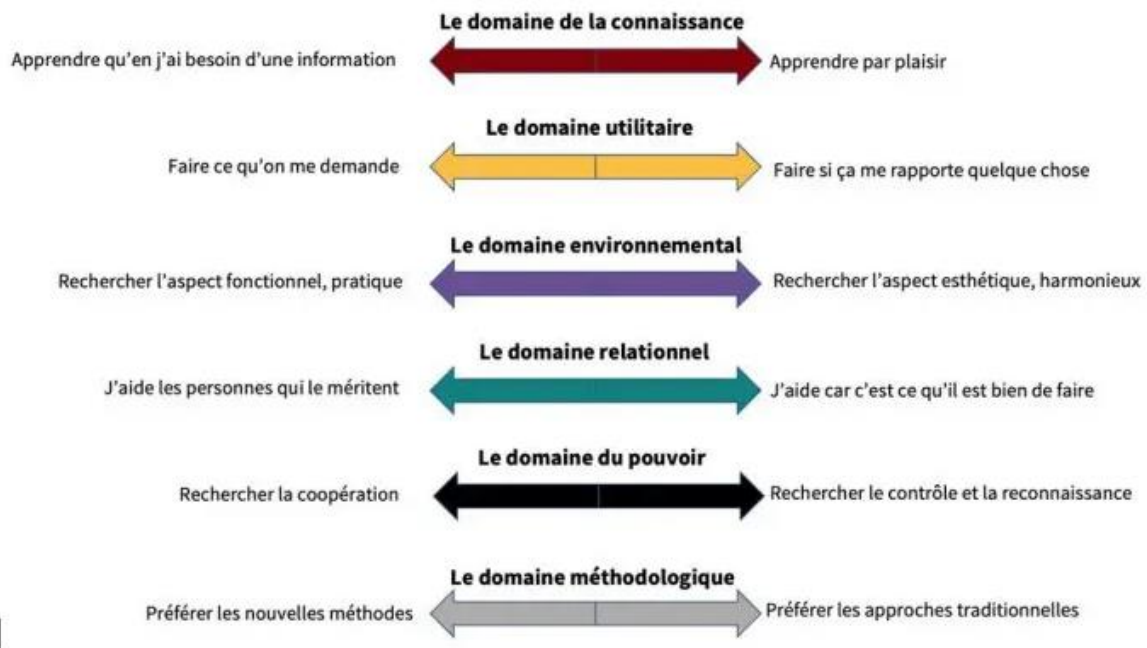 Le domaine de la connaissance
Apprendre qu'en j'ai besoin d'une information
Apprendre par plaisir
Le domaine utilitaire
Faire ce qu'on me demande
Faire si ça me rapporte quelque chose
Le domaine environnemental
Rechercher l'aspect fonctionnel, pratique
Rechercher l'aspect esthétique, harmonieux
Le domaine relationnel
J'aide les personnes qui le méritent
J'aide car c'est ce qu'il est bien de faire
Le domaine du pouvoir
Rechercher la coopération
Rechercher le contrôle et la reconnaissance
Le domaine méthodologique
Préférer les nouvelles méthodes
Préférer les approches traditionnelles